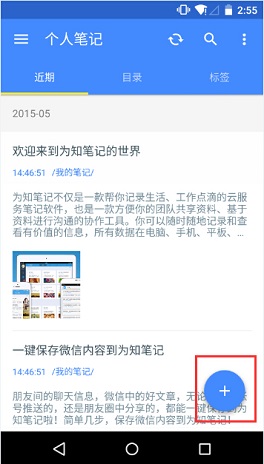 2:55
个人笔记
近期 目录 标签
2015-05
欢迎来到为知笔记的世界
14:46:51 /我的笔记/
为知笔记不仅是一款帮你记录生活、工作点滴的云服
务笔记软件，也是一款方便你的团队共享资料、基于
资料进行沟通的协作工具。你可以随时随地记录和查
看有价值的信息，所有数据在电脑、手机、平板、…
一键保存微信内容到为知笔记
14:46:51 /我的笔记/
朋友间的聊天信息，微信中的好文章，无论
号推送的，还是朋友圈中分享的，都能一键保存到为
知笔记啦！简单几步，保存微信到为知笔记！